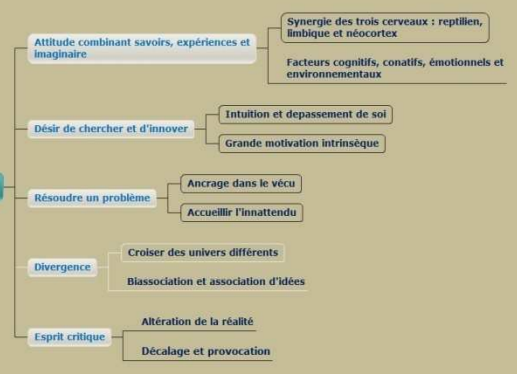 Attitude combinant savoirs, expériences et
imaginaire
Synergie des trois cerveaux : reptilien,
limbique et néocortex
Facteurs cognitifs, conatifs, émotionnels et
environnementaux
Désir de chercher et d'innover
Intuition et depassement de soi
Grande motivation intrinsèque
Résoudre un problème
Ancrage dans le vécu
Accueillir l'innattendu
Divergence
Croiser des univers différents
Biassociation et association d'idées
Esprit critique
Altération de la réalité
Décalage et provocation